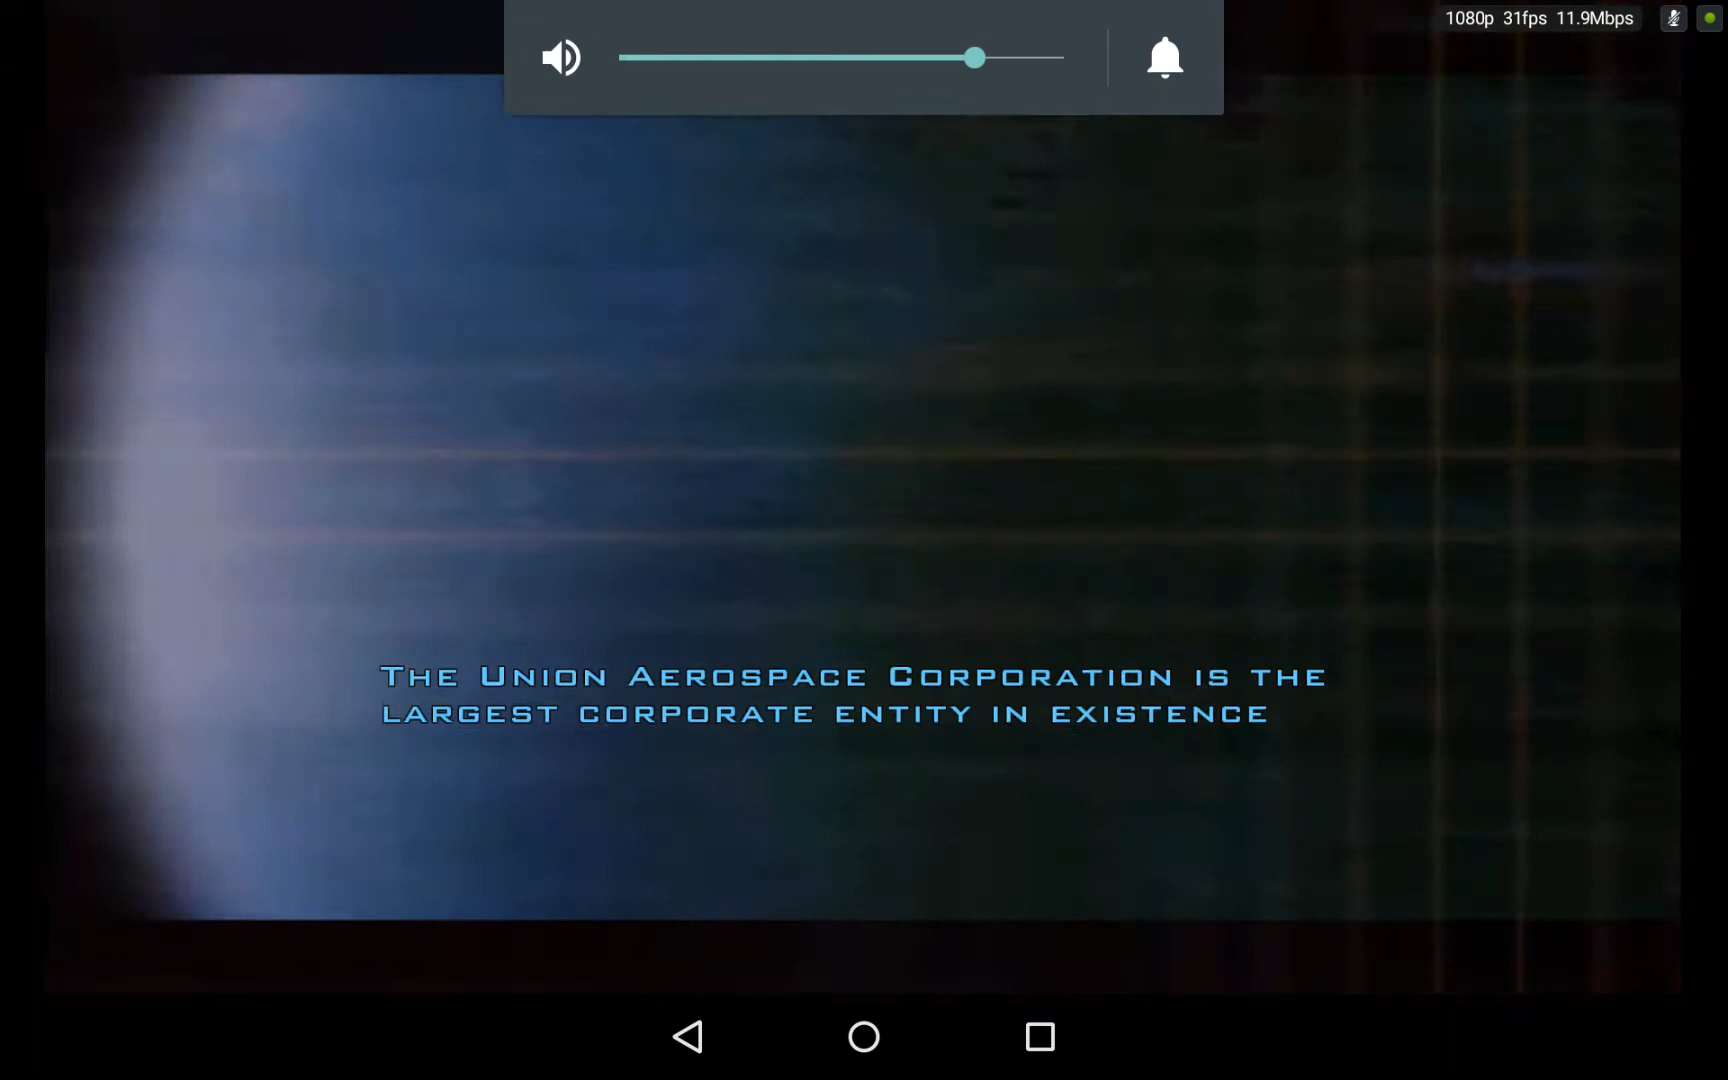 1080p 31fps 11.9Mbps
The Union Aerospace Corporation is the
largest corporate entity in existence